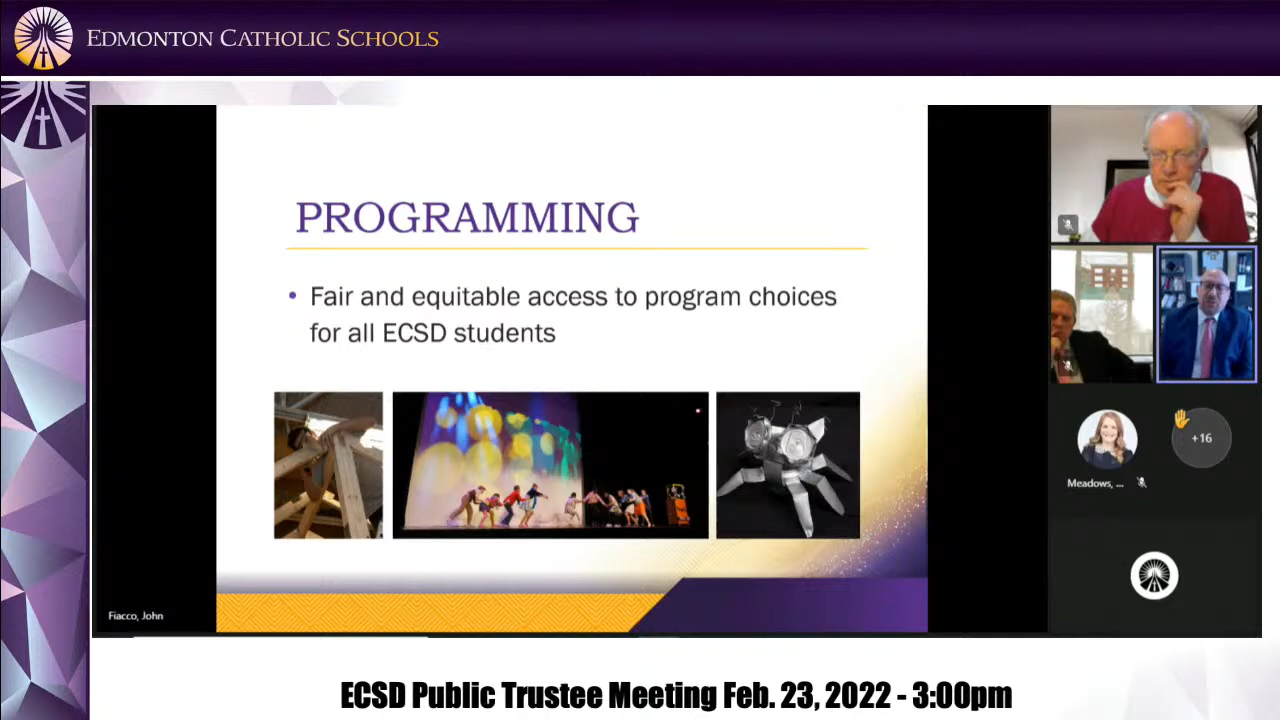 EDMONTON CATHOLIC SCHOOLS
PROGRAMMING
• Fair and equitable access to program choices
for all ECSD students
+16
Meadows, ...
Fiacco, John
ECSD Public Trustee Meeting Feb. 23, 2022 - 3:00pm